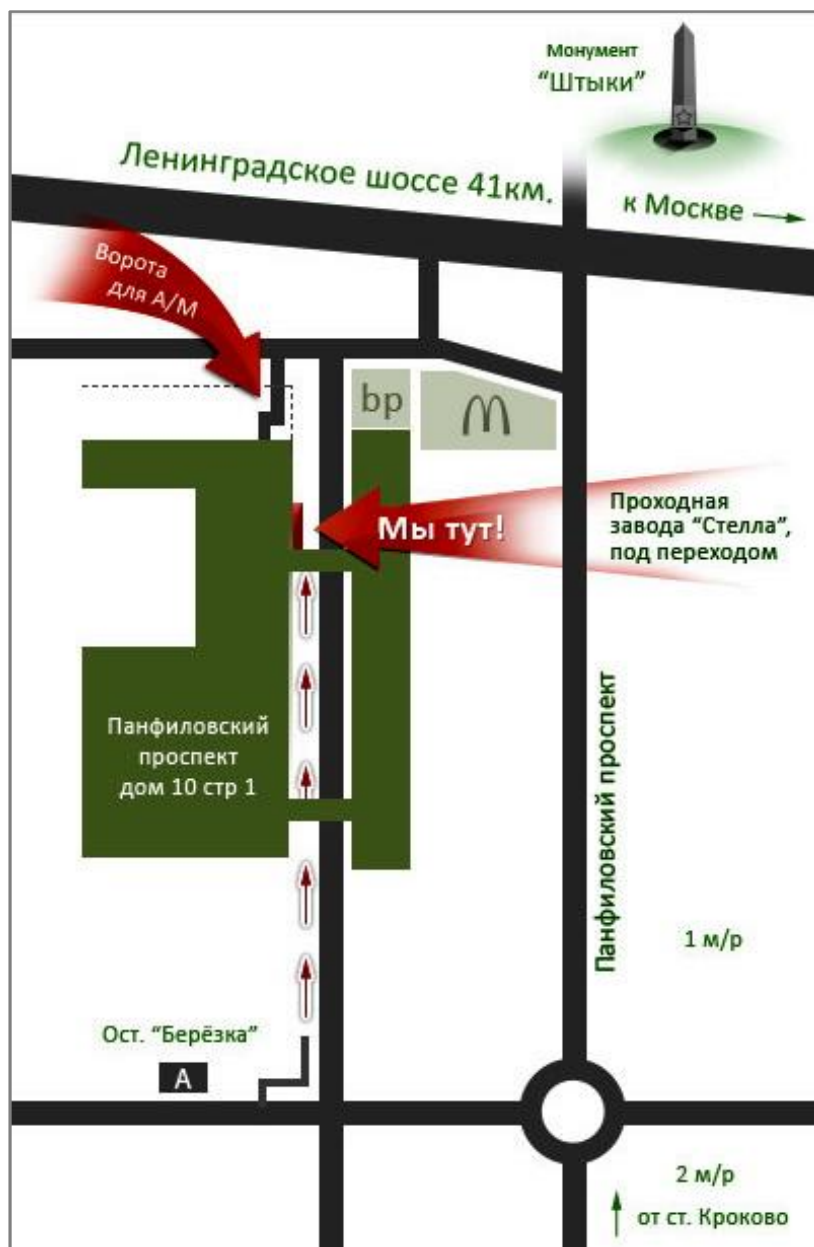 Монумент
“Штыки”
Ленинградское шоссе 41км.
к Москве
Ворота
для А/М
bp
Мы тут!
Проходная
завода “Стелла”,
под переходом
Панфиловский
проспект
дом 10 стр 1
Панфиловский проспект
1 м/р
Ост. “Берёзка”
А
2 м/р
от ст. Кроково